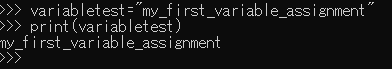 >>> variabletest="my_first_variable_assignment"
>>> print(variabletest)
my_first_variable_assignment
>>>